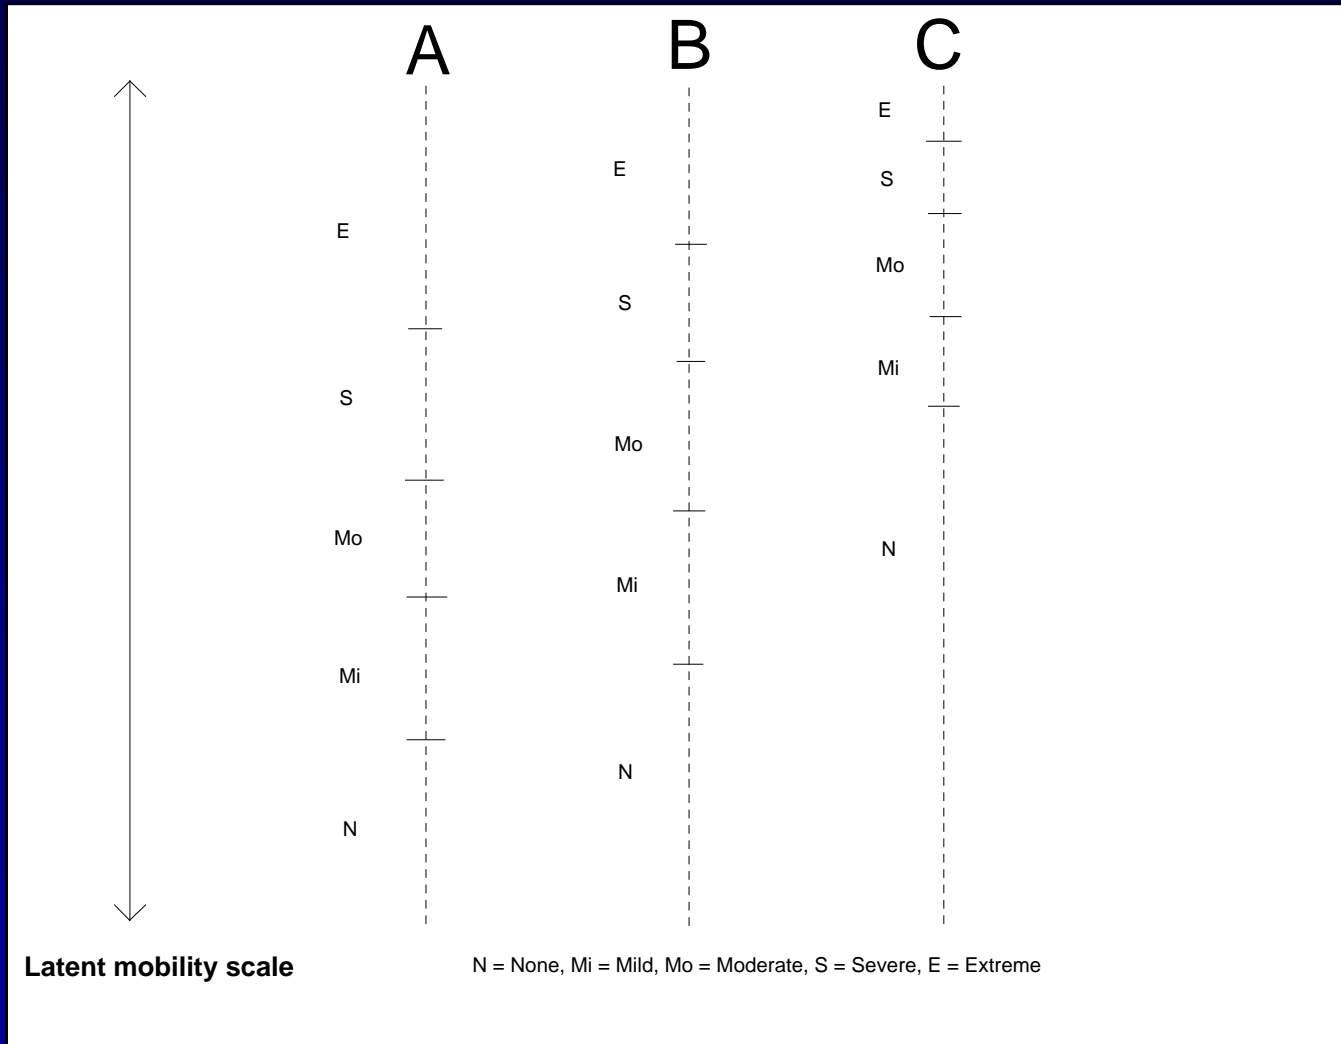 A B C
E
E
E
S
S
Mo
S
Mi
Mo
Mo
N
Mi
Mi
N
N
Latent mobility scale
N = None, Mi = Mild, Mo = Moderate, S = Severe, E = Extreme